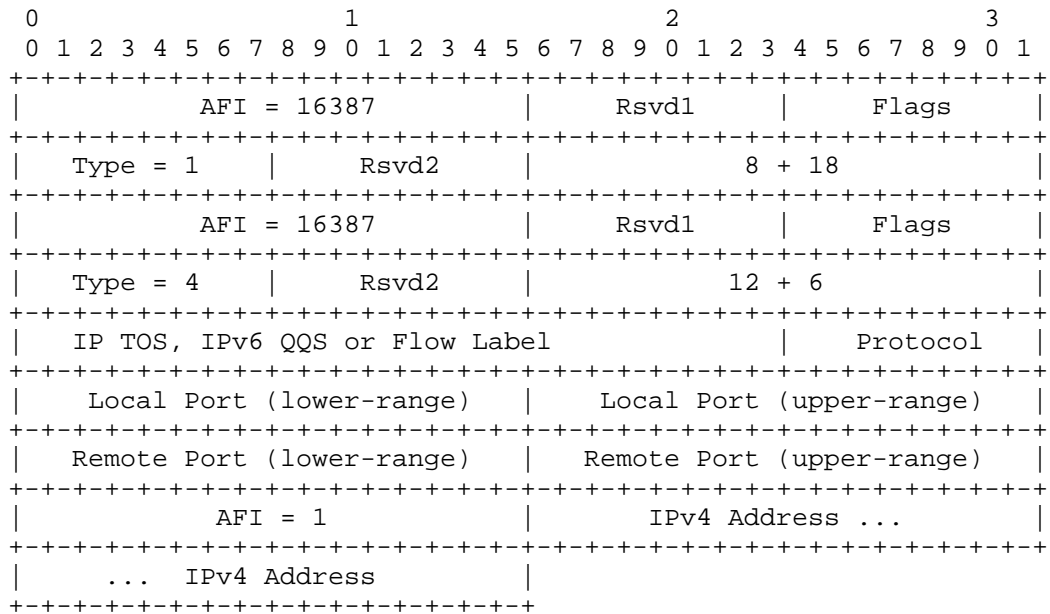 0                   1                   2                   3
 0 1 2 3 4 5 6 7 8 9 0 1 2 3 4 5 6 7 8 9 0 1 2 3 4 5 6 7 8 9 0 1
+-+-+-+-+-+-+-+-+-+-+-+-+-+-+-+-+-+-+-+-+-+-+-+-+-+-+-+-+-+-+-+-+
|           AFI = 16387           |     Rsvd1     |     Flags     |
+-+-+-+-+-+-+-+-+-+-+-+-+-+-+-+-+-+-+-+-+-+-+-+-+-+-+-+-+-+-+-+-+
|   Type = 1    |     Rsvd2     |             8 + 18            |
+-+-+-+-+-+-+-+-+-+-+-+-+-+-+-+-+-+-+-+-+-+-+-+-+-+-+-+-+-+-+-+-+
|           AFI = 16387           |     Rsvd1     |     Flags     |
+-+-+-+-+-+-+-+-+-+-+-+-+-+-+-+-+-+-+-+-+-+-+-+-+-+-+-+-+-+-+-+-+
|   Type = 4    |     Rsvd2     |            12 + 6             |
+-+-+-+-+-+-+-+-+-+-+-+-+-+-+-+-+-+-+-+-+-+-+-+-+-+-+-+-+-+-+-+-+
|   IP TOS, IPv6 QQS or Flow Label              |    Protocol   |
+-+-+-+-+-+-+-+-+-+-+-+-+-+-+-+-+-+-+-+-+-+-+-+-+-+-+-+-+-+-+-+-+
|    Local Port (lower-range)   |    Local Port (upper-range)   |
+-+-+-+-+-+-+-+-+-+-+-+-+-+-+-+-+-+-+-+-+-+-+-+-+-+-+-+-+-+-+-+-+
|   Remote Port (lower-range)   |   Remote Port (upper-range)   |
+-+-+-+-+-+-+-+-+-+-+-+-+-+-+-+-+-+-+-+-+-+-+-+-+-+-+-+-+-+-+-+-+
|            AFI = 1            |       IPv4 Address ...        |
+-+-+-+-+-+-+-+-+-+-+-+-+-+-+-+-+-+-+-+-+-+-+-+-+-+-+-+-+-+-+-+-+
|     ...  IPv4 Address         |
+-+-+-+-+-+-+-+-+-+-+-+-+-+-+-+-+